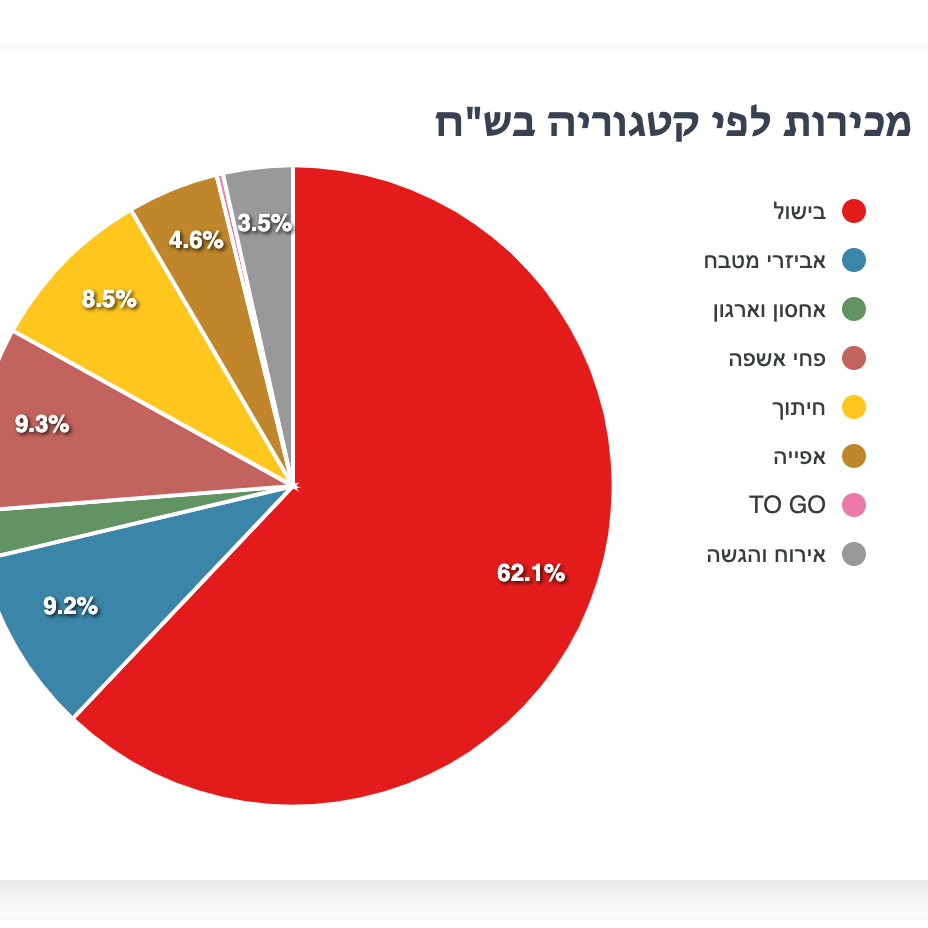 מכירות לפי קטגוריה בש"ח
בישול
אביזרי מטבח
אחסון וארגון
פחי אשפה
חיתוך
אפייה
TO GO
אירוח והגשה
3.5%
4.6%
8.5%
9.3%
62.1%
9.2%